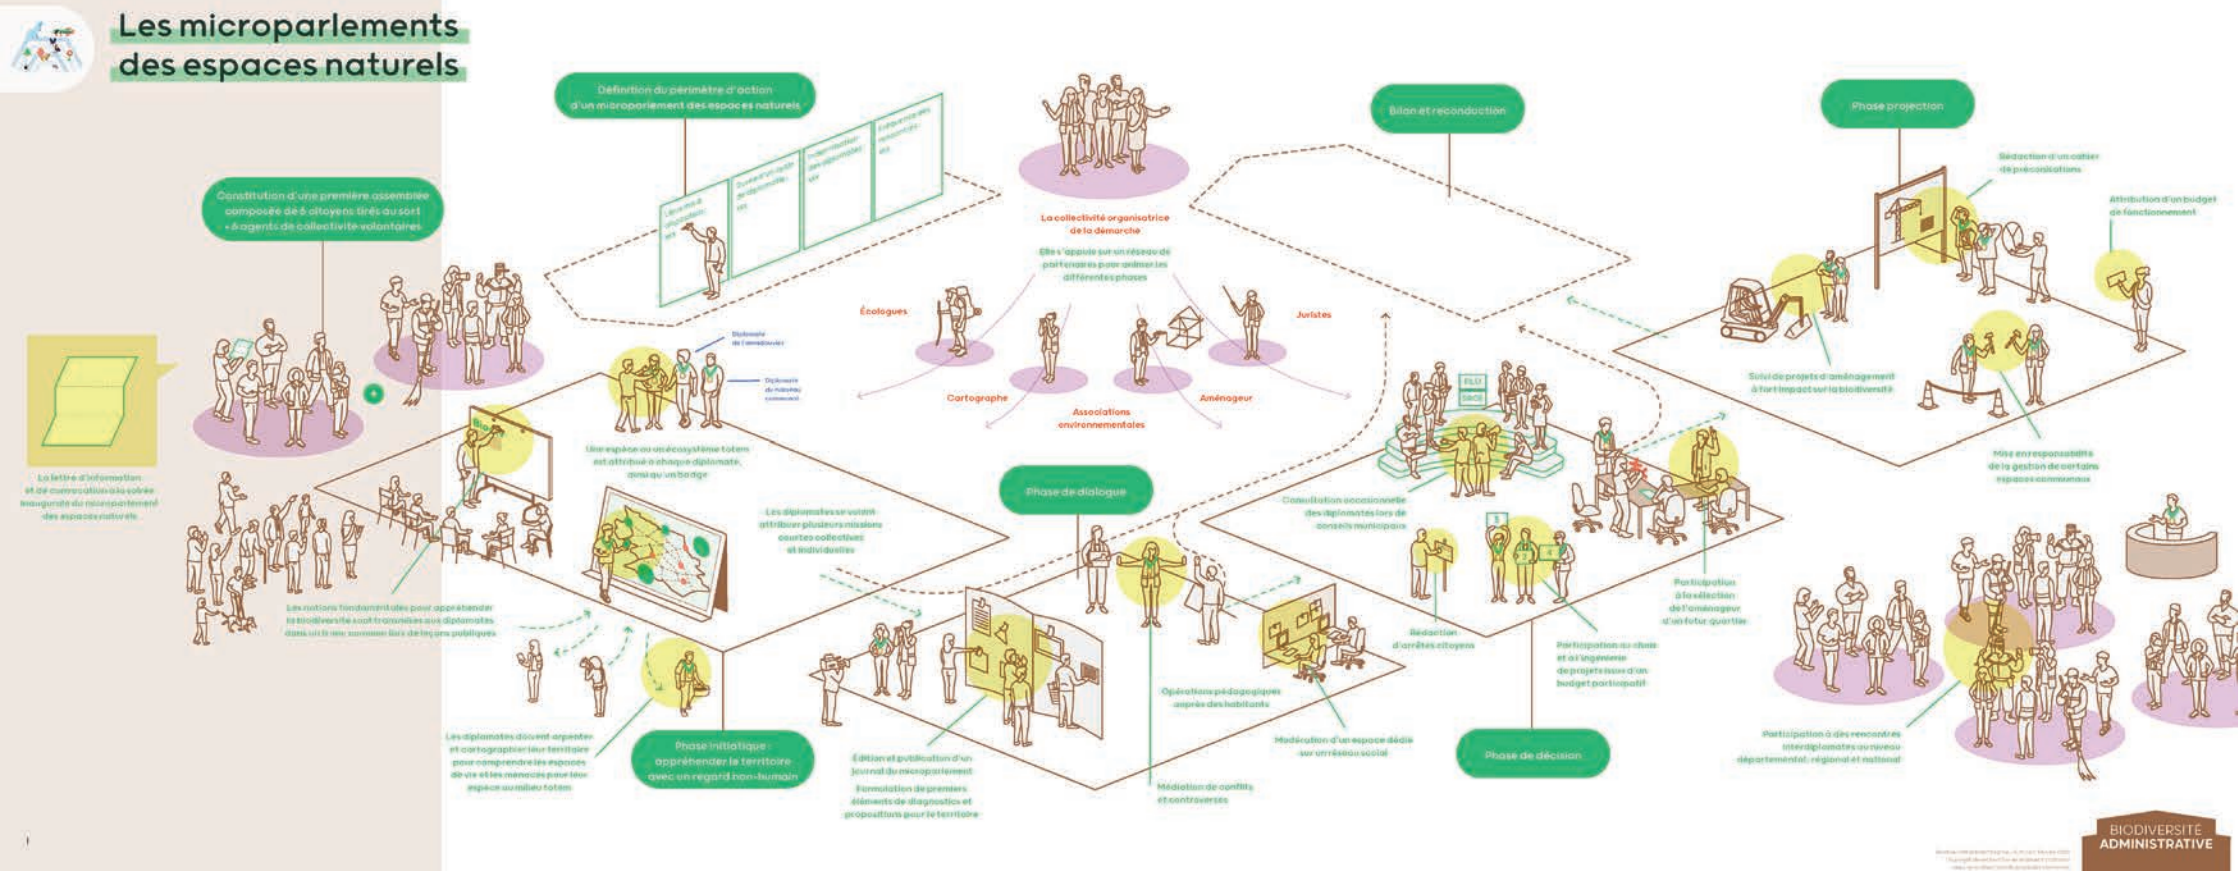 Les microparlements
des espaces naturels
Définition du périmètre d'action
d'un microparlement des espaces naturels
Bilan et reconduction
Phase projection
Rédaction d'un cahier
de préconisations
Attribution d'un budget
de fonctionnement
Constitution d'une première assemblée
composée de 6 citoyens tirés au sort
+ 6 agents de collectivité volontaires
La collectivité organisatrice
de la démarche
Elle s'appuie sur un réseau de
partenaires pour animer les
différentes phases
Écologues
Juristes
Cartographe
Associations
environnementales
Aménageur
Diplomate
Diplomate
+
La lettre d'information
et de convocation à la soirée
inaugurale du microparlement
des espaces naturels
Une espèce ou un écosystème totem
est attribué à chaque diplomate,
ainsi qu'un badge
Les diplomates se voient
attribuer plusieurs missions
courtes collectives
et individuelles
Les notions fondamentales pour appréhender
la biodiversité sont transmises aux diplomates
dans un tronc commun lors de leçons publiques
Les diplomates doivent arpenter
et cartographier leur territoire
pour comprendre les espaces
de vie et les menaces pour leur
espèce ou milieu totem
Phase initiatique :
appréhender le territoire
avec un regard non-humain
Phase de dialogue
Édition et publication d'un
journal du microparlement
Formulation de premiers
éléments de diagnostics et
propositions pour le territoire
Médiation de conflits
et controverses
Opérations pédagogiques
auprès des habitants
Modération d'un espace dédié
sur un réseau social
PLU
Consultation occasionnelle
des diplomates lors de
conseils municipaux
Rédaction
d'arrêtés citoyens
Participation au choix
et à l'ingénierie
de projets issus d'un
budget participatif
Participation
à la sélection
de l'aménageur
d'un futur quartier
Phase de décision
Suivi de projets d'aménagement
à fort impact sur la biodiversité
Mise en responsabilité
de la gestion de certains
espaces communaux
Participation à des rencontres
interdiplomates au niveau
départemental, régional et national
BIODIVERSITÉ
ADMINISTRATIVE